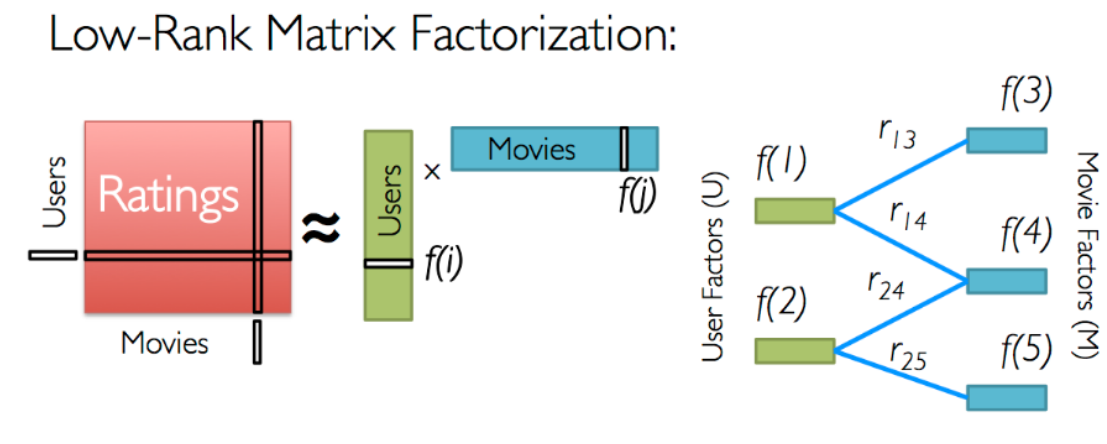 Low-Rank Matrix Factorization:
Users
Ratings
Movies
≈
Users
f(i)
x
Movies
f(j)
User Factors (U)
f(1)
f(2)
r13
r14
r24
r25
f(3)
f(4)
f(5)
Movie Factors (M)